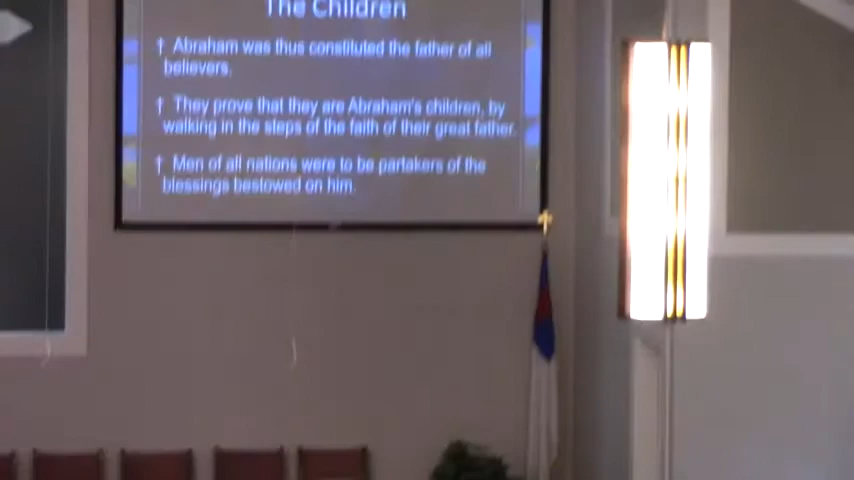 The Children
† Abraham was thus constituted the father of all
believers.
† They prove that they are Abraham's children, by
walking in the steps of the faith of their great father.
† Men of all nations were to be partakers of the
blessings bestowed on him.